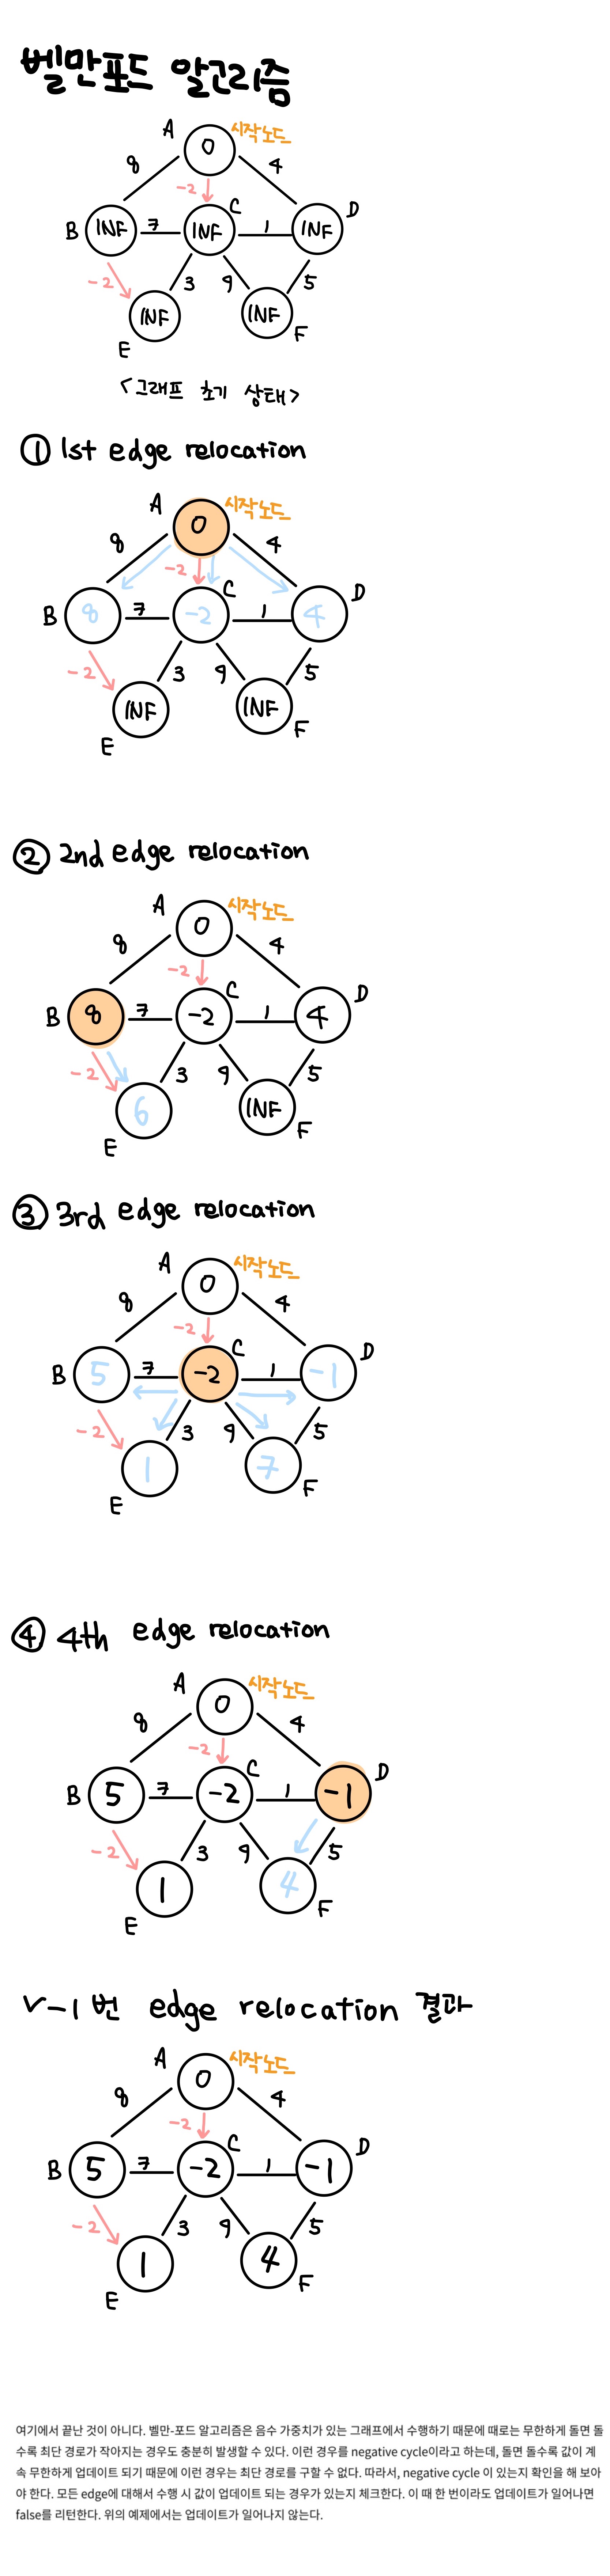 벨만포드 알고리즘
A 0 시작노드
8 -2 4
B INF 7 C INF 1 INF D
-2 3 9 5
E INF INF F
<그래프 초기 상태>
① 1st edge relocation
A 0 시작노드
8 -2 4
B 8 7 C -2 1 4 D
-2 3 9 5
E INF INF F
② 2nd edge relocation
A 0 시작노드
8 -2 4
B 8 7 C -2 1 4 D
-2 3 9 5
E 6 INF F
③ 3rd edge relocation
A 0 시작노드
8 -2 4
B 5 7 C -2 1 -1 D
-2 3 9 5
E 1 7 F
④ 4th edge relocation
A 0 시작노드
8 -2 4
B 5 7 C -2 1 -1 D
-2 3 9 5
E 1 4 F
V-1번 edge relocation 결과
A 0 시작노드
8 -2 4
B 5 7 C -2 1 -1 D
-2 3 9 5
E 1 4 F
여기에서 끝난 것이 아니다. 벨만-포드 알고리즘은 음수 가중치가 있는 그래프에서 수행하기 때문에 때로는 무한하게 돌면 돌
수록 최단 경로가 작아지는 경우도 충분히 발생할 수 있다. 이런 경우를 negative cycle이라고 하는데, 돌면 돌수록 값이 계
속 무한하게 업데이트 되기 때문에 이런 경우는 최단 경로를 구할 수 없다. 따라서, negative cycle 이 있는지 확인을 해 보아
야 한다. 모든 edge에 대해서 수행 시 값이 업데이트 되는 경우가 있는지 체크한다. 이 때 한 번이라도 업데이트가 일어나면
false를 리턴한다. 위의 예제에서는 업데이트가 일어나지 않는다.